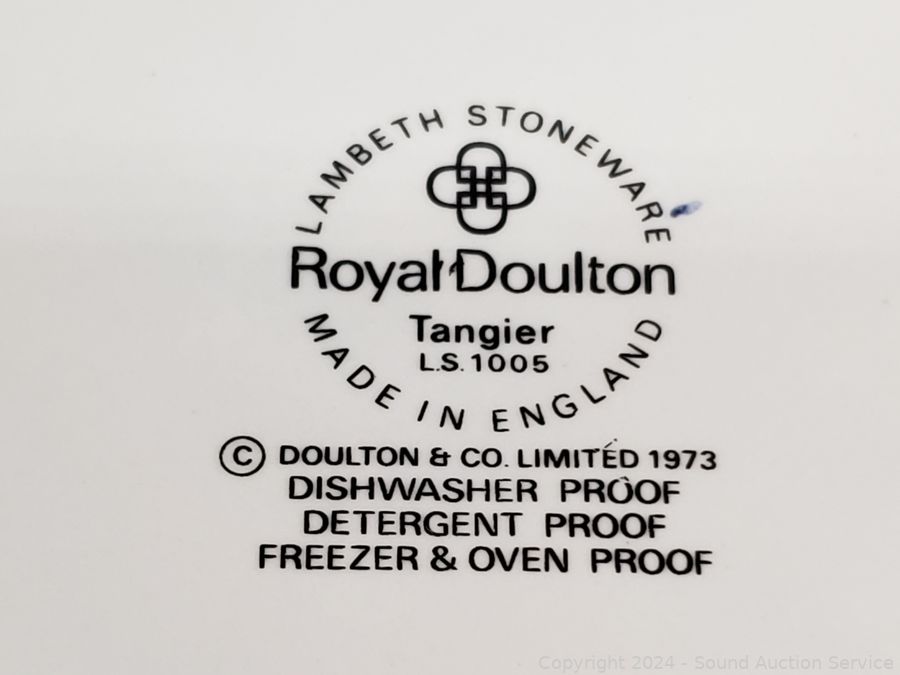 LAMBETH STONEWARE
Royal Doulton
Tangier
L.S. 1005
MADE IN ENGLAND
© DOULTON & CO. LIMITED 1973
DISHWASHER PROOF
DETERGENT PROOF
FREEZER & OVEN PROOF
Copyright 2024 - Sound Auction Service